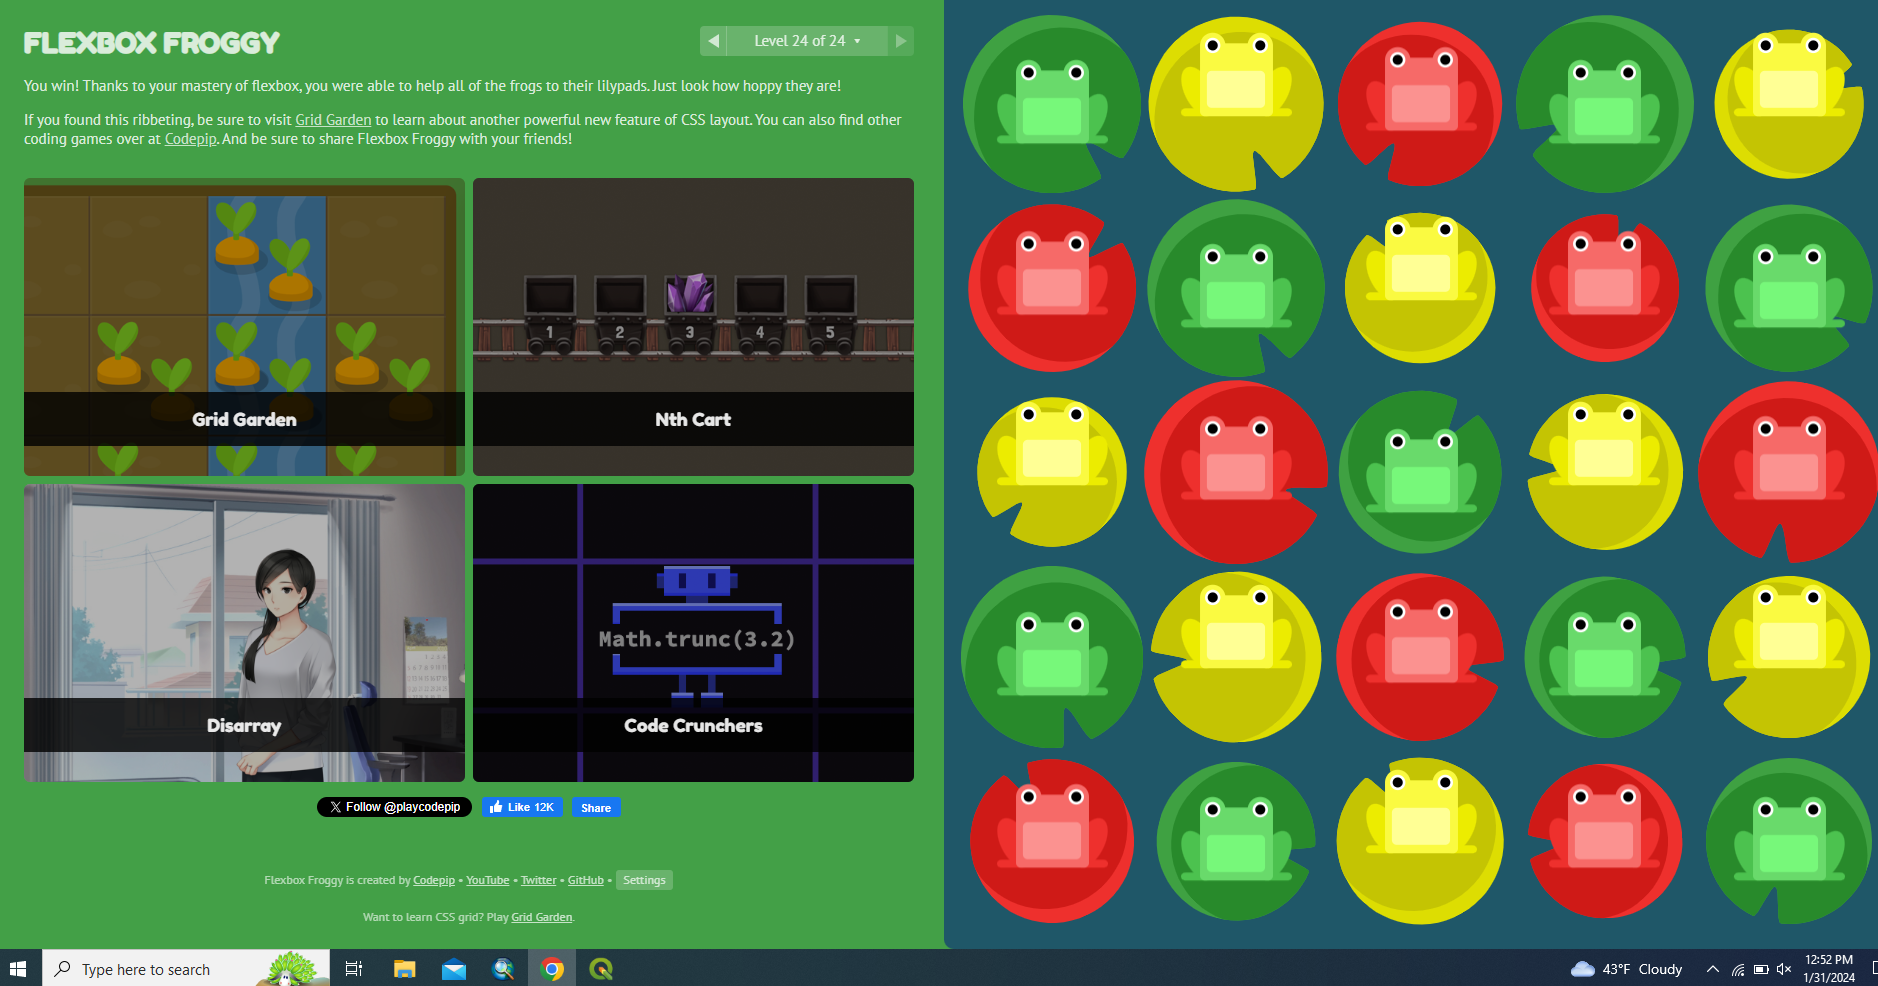 FLEXBOX FROGGY
Level 24 of 24
You win! Thanks to your mastery of flexbox, you were able to help all of the frogs to their lilypads. Just look how hoppy they are!
If you found this ribbeting, be sure to visit Grid Garden to learn about another powerful new feature of CSS layout. You can also find other
coding games over at Codepip. And be sure to share Flexbox Froggy with your friends!
1 2 3 4 5
Grid Garden
Nth Cart
Math.trunc(3.2)
Disarray
Code Crunchers
X Follow @playcodepip
Like 12K
Share
Flexbox Froggy is created by Codepip • YouTube • Twitter • GitHub • Settings
Want to learn CSS grid? Play Grid Garden.
Type here to search
43°F Cloudy
12:52 PM
1/31/2024